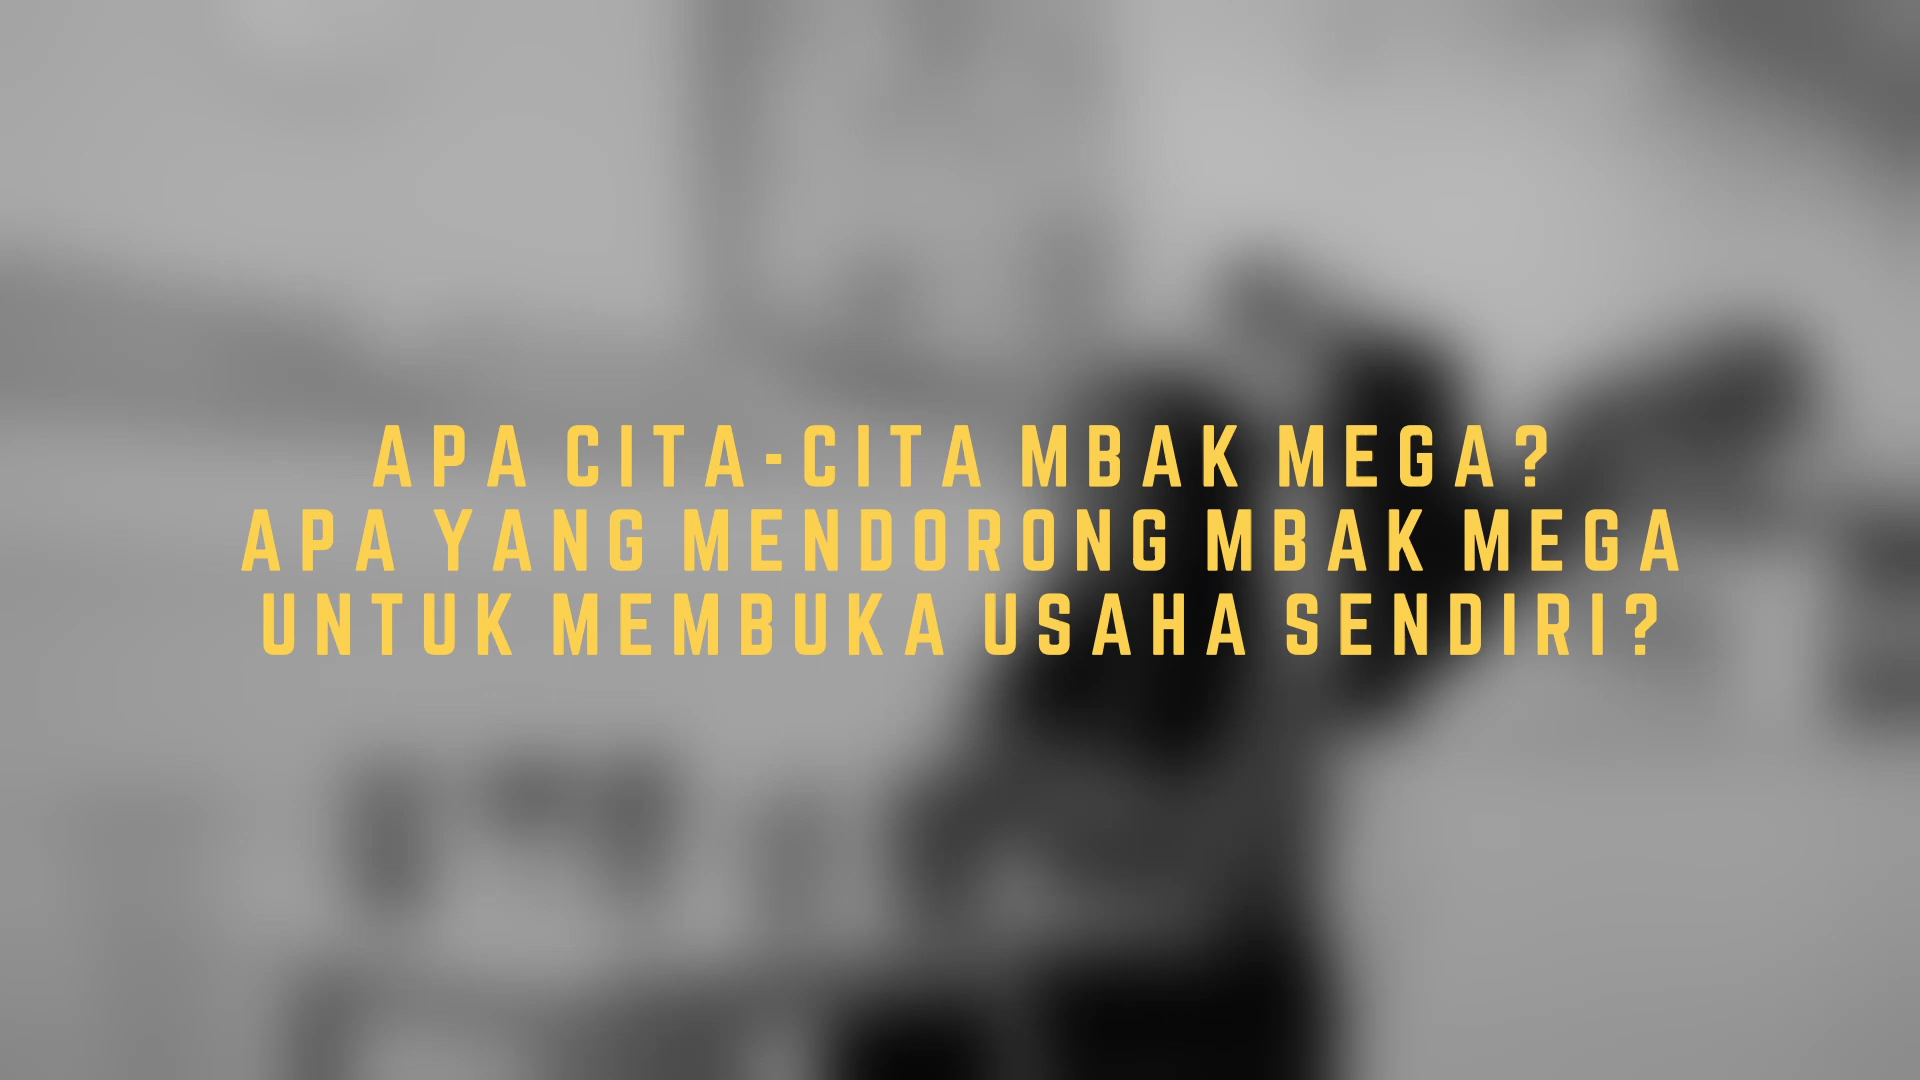 APA CITA-CITA MBAK MEGA?
APA YANG MENDORONG MBAK MEGA
UNTUK MEMBUKA USAHA SENDIRI?